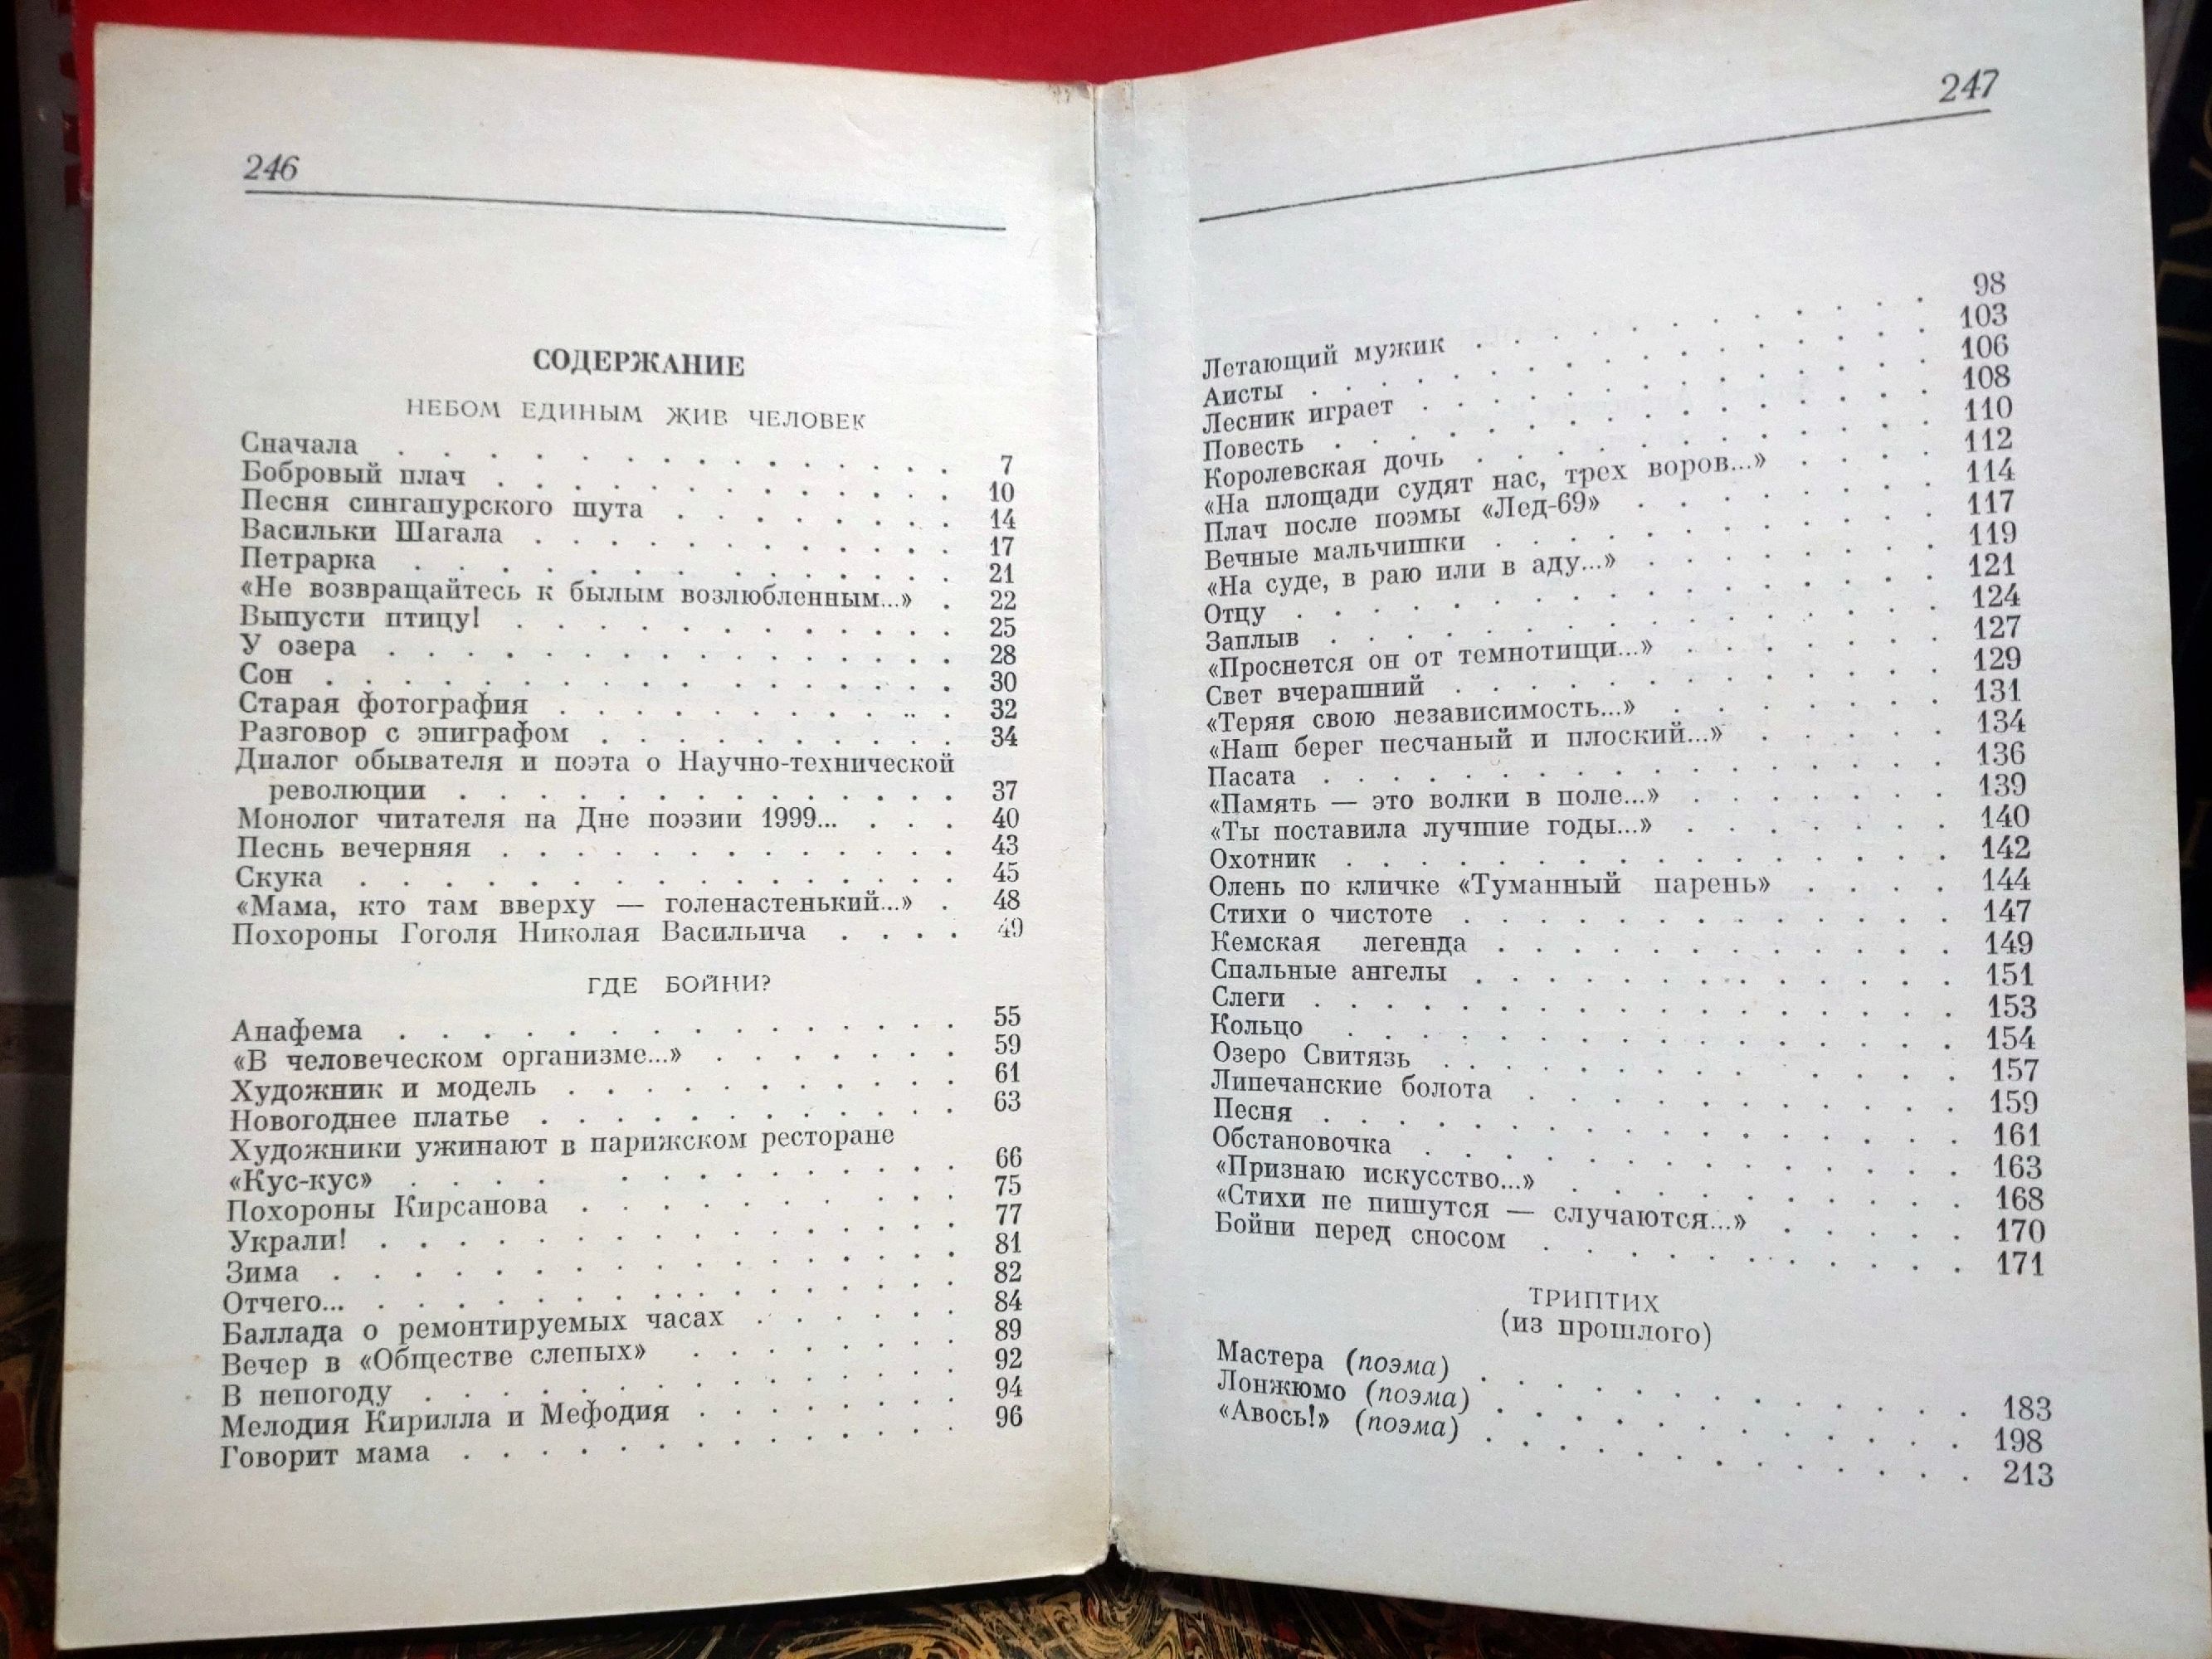 246
СОДЕРЖАНИЕ
НЕБОМ ЕДИНЫМ ЖИВ ЧЕЛОВЕК
Сначала . . . . . . . . . . . . . 7
Бобровый плач . . . . . . . . . . . . 10
Песня сингапурского шута . . . . . . . 14
Васильки Шагала . . . . . . . . . . . 17
Петрарка . . . . . . . . . . . . . 21
«Не возвращайтесь к былым возлюбленным...» . 22
Выпусти птицу! . . . . . . . . . . . 25
У озера . . . . . . . . . . . . . . 28
Сон . . . . . . . . . . . . . . . 30
Старая фотография . . . . . . . . . . 32
Разговор с эпиграфом . . . . . . . . . 34
Диалог обывателя и поэта о Научно-технической
революции . . . . . . . . . . . . 37
Монолог читателя на Дне поэзии 1999... . . . 40
Песнь вечерняя . . . . . . . . . . . . 43
Скука . . . . . . . . . . . . . . 45
«Мама, кто там вверху — голенастенький...» . 48
Похороны Гоголя Николая Васильича . . . . 49
ГДЕ БОЙНИ?
Анафема . . . . . . . . . . . . . 55
«В человеческом организме...» . . . . . . . 59
Художник и модель . . . . . . . . . . 61
Новогоднее платье . . . . . . . . . . . 63
Художники ужинают в парижском ресторане
«Кус-кус» . . . . . . . . . . . . 66
Похороны Кирсанова . . . . . . . . . 75
Украли! . . . . . . . . . . . . . . 77
Зима . . . . . . . . . . . . . . . 81
Отчего... . . . . . . . . . . . . . . 82
Баллада о ремонтируемых часах . . . . . 84
Вечер в «Обществе слепых» . . . . . . . 89
В непогоду . . . . . . . . . . . . . 92
Мелодия Кирилла и Мефодия . . . . . . . 94
Говорит мама . . . . . . . . . . . . 96
247
Летающий мужик . . . . . . . . . . . . 98
Аисты . . . . . . . . . . . . . . . 103
Лесник играет . . . . . . . . . . . . 106
Повесть . . . . . . . . . . . . . . 108
Королевская дочь . . . . . . . . . . . 110
«На площади судят нас, трех воров...» . . . . 112
Плач после поэмы «Лед-69» . . . . . . . 114
Вечные мальчишки . . . . . . . . . . . 117
«На суде, в раю или в аду...» . . . . . . . 119
Отцу . . . . . . . . . . . . . . . 121
Заплыв . . . . . . . . . . . . . . 124
«Проснется он от темнотищи...» . . . . . . 127
Свет вчерашний . . . . . . . . . . . . 129
«Теряя свою независимость...» . . . . . . 131
«Наш берег песчаный и плоский...» . . . . . 134
Пасата . . . . . . . . . . . . . . 136
«Память — это волки в поле...» . . . . . . 139
«Ты поставила лучшие годы...» . . . . . . 140
Охотник . . . . . . . . . . . . . . 142
Олень по кличке «Туманный парень» . . . . 144
Стихи о чистоте . . . . . . . . . . . . 147
Кемская легенда . . . . . . . . . . . 149
Спальные ангелы . . . . . . . . . . . 151
Слеги . . . . . . . . . . . . . . . 153
Кольцо . . . . . . . . . . . . . . 154
Озеро Свитязь . . . . . . . . . . . . 157
Липечанские болота . . . . . . . . . . 159
Песня . . . . . . . . . . . . . . . 161
Обстановочка . . . . . . . . . . . . . 163
«Признаю искусство...» . . . . . . . . . 168
«Стихи не пишутся — случаются...» . . . . . 170
Бойни перед сносом . . . . . . . . . . 171
ТРИПТИХ
(из прошлого)
Мастера (поэма) . . . . . . . . . . . 183
Лонжюмо (поэма) . . . . . . . . . . . 198
«Авось!» (поэма) . . . . . . . . . . . 213